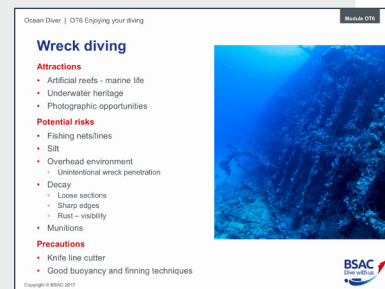 Ocean Diver | OT6 Enjoying your diving
Module OT6
Wreck diving
Attractions
• Artificial reefs - marine life
• Underwater heritage
• Photographic opportunities
Potential risks
• Fishing nets/lines
• Silt
• Overhead environment
• Unintentional wreck penetration
• Decay
• Loose sections
• Sharp edges
• Rust – visibility
• Munitions
Precautions
• Knife line cutter
• Good buoyancy and finning techniques
BSAC
Dive with us
Copyright © BSAC 2017